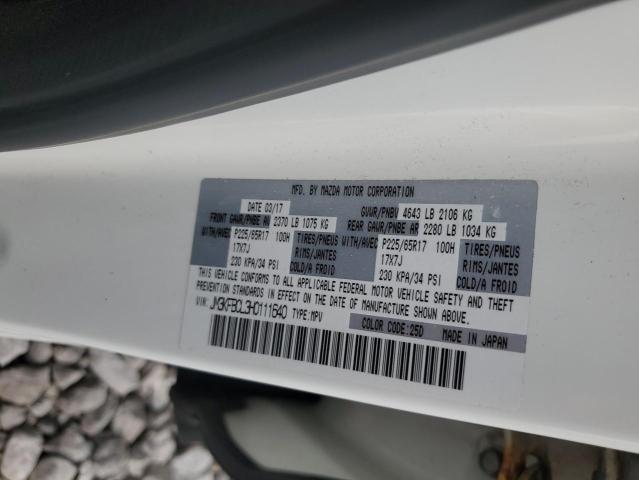 MFD. BY MAZDA MOTOR CORPORATION
DATE 03/17 GVWR/PNBV 4643 LB 2106 KG
FRONT GAWR/PNBE AV 2370 LB 1075 KG REAR GAWR/PNBE AR 2280 LB 1034 KG
WITH/AVEC P225/65R17 100H TIRES/PNEUS WITH/AVEC P225/65R17 100H TIRES/PNEUS
17X7J RIMS/JANTES 17X7J RIMS/JANTES
230 KPA/34 PSI COLD/A FROID 230 KPA/34 PSI COLD/A FROID
THIS VEHICLE CONFORMS TO ALL APPLICABLE FEDERAL MOTOR VEHICLE SAFETY AND THEFT
PREVENTION STANDARDS IN EFFECT ON THE DATE OF MANUFACTURE SHOWN ABOVE.
VIN: JM3KFBCL3H0111640 TYPE:MPV COLOR CODE:25D MADE IN JAPAN